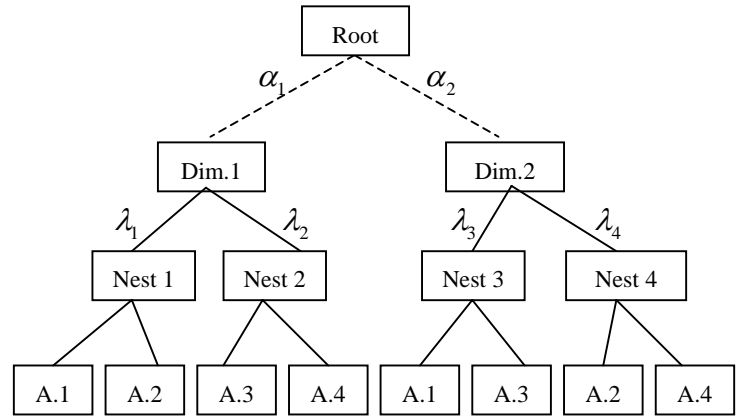 Root
α₁ α₂
Dim.1 Dim.2
λ₁ λ₂ λ₃ λ₄
Nest 1 Nest 2 Nest 3 Nest 4
A.1 A.2 A.3 A.4 A.1 A.3 A.2 A.4